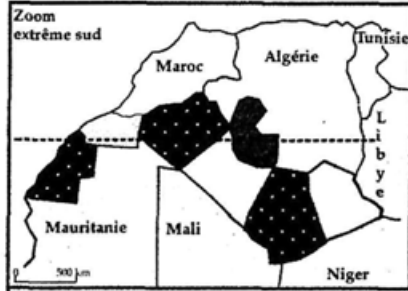 Zoom
extrême sud
Tunisie
Maroc
Algérie
Libye
Mauritanie
Mali
Niger
0 500 km